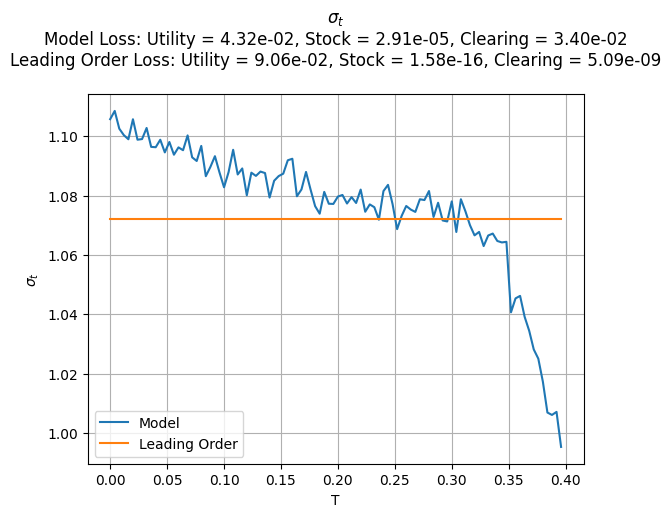 σt
Model Loss: Utility = 4.32e-02, Stock = 2.91e-05, Clearing = 3.40e-02
Leading Order Loss: Utility = 9.06e-02, Stock = 1.58e-16, Clearing = 5.09e-09
1.10
1.08
1.06
1.04
1.02
1.00
σt
Model
Leading Order
0.00 0.05 0.10 0.15 0.20 0.25 0.30 0.35 0.40
T